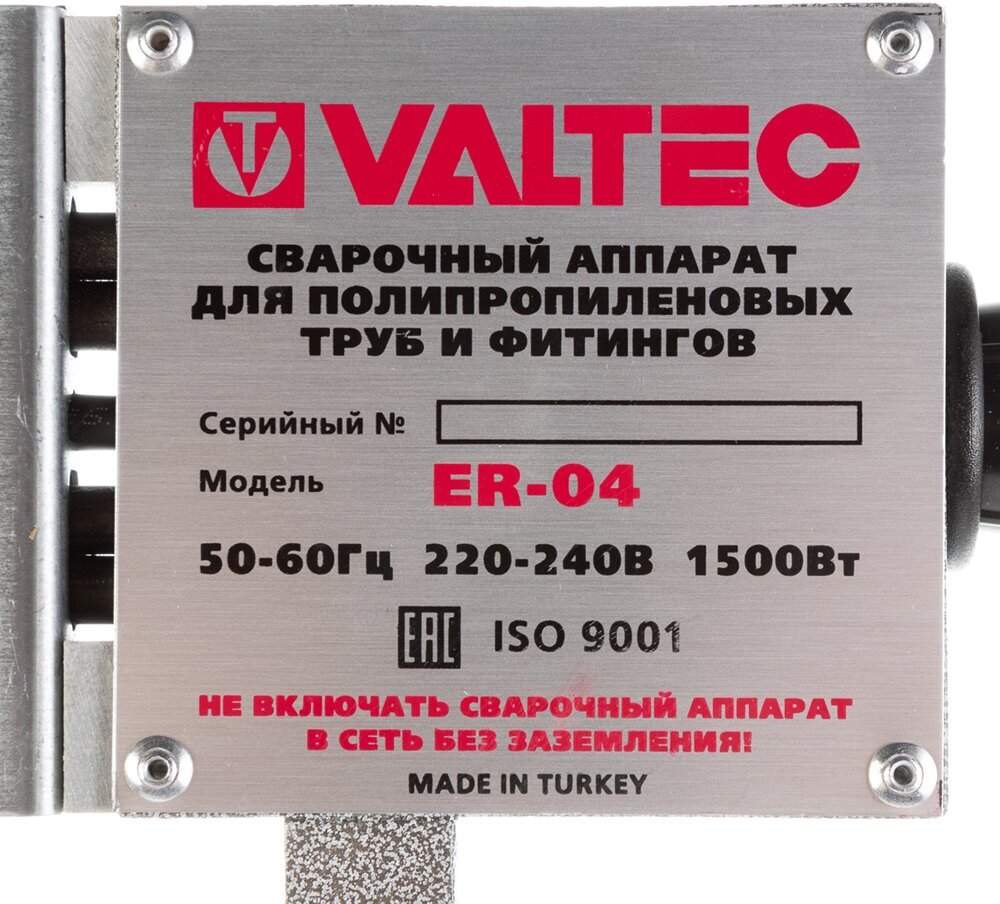 VALTEC
СВАРОЧНЫЙ АППАРАТ
ДЛЯ ПОЛИПРОПИЛЕНОВЫХ
ТРУБ И ФИТИНГОВ
Серийный №
Модель ER-04
50-60Гц 220-240В 1500Вт
EAC ISO 9001
НЕ ВКЛЮЧАТЬ СВАРОЧНЫЙ АППАРАТ
В СЕТЬ БЕЗ ЗАЗЕМЛЕНИЯ!
MADE IN TURKEY